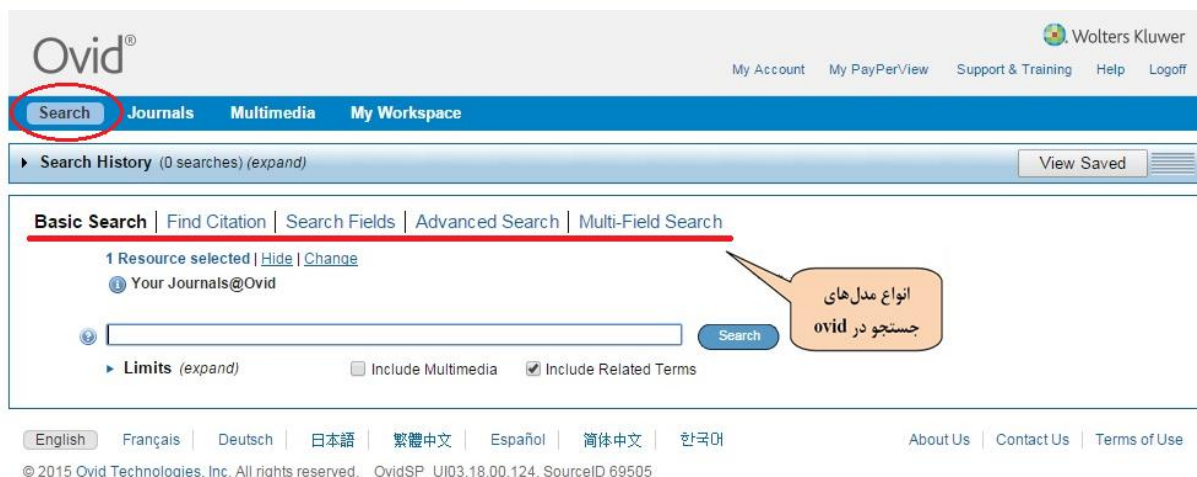 Ovid®
Wolters Kluwer
My Account My PayPerView Support & Training Help Logoff
Search Journals Multimedia My Workspace
Search History (0 searches) (expand) View Saved
Basic Search | Find Citation | Search Fields | Advanced Search | Multi-Field Search
1 Resource selected | Hide | Change
Your Journals@Ovid
انواع مدل‌های
جستجو در ovid
Search
Limits (expand) Include Multimedia Include Related Terms
English Français Deutsch 日本語 繁體中文 Español 简体中文 한국어 About Us Contact Us Terms of Use
© 2015 Ovid Technologies, Inc. All rights reserved. OvidSP_UI03.18.00.124, SourceID 69505